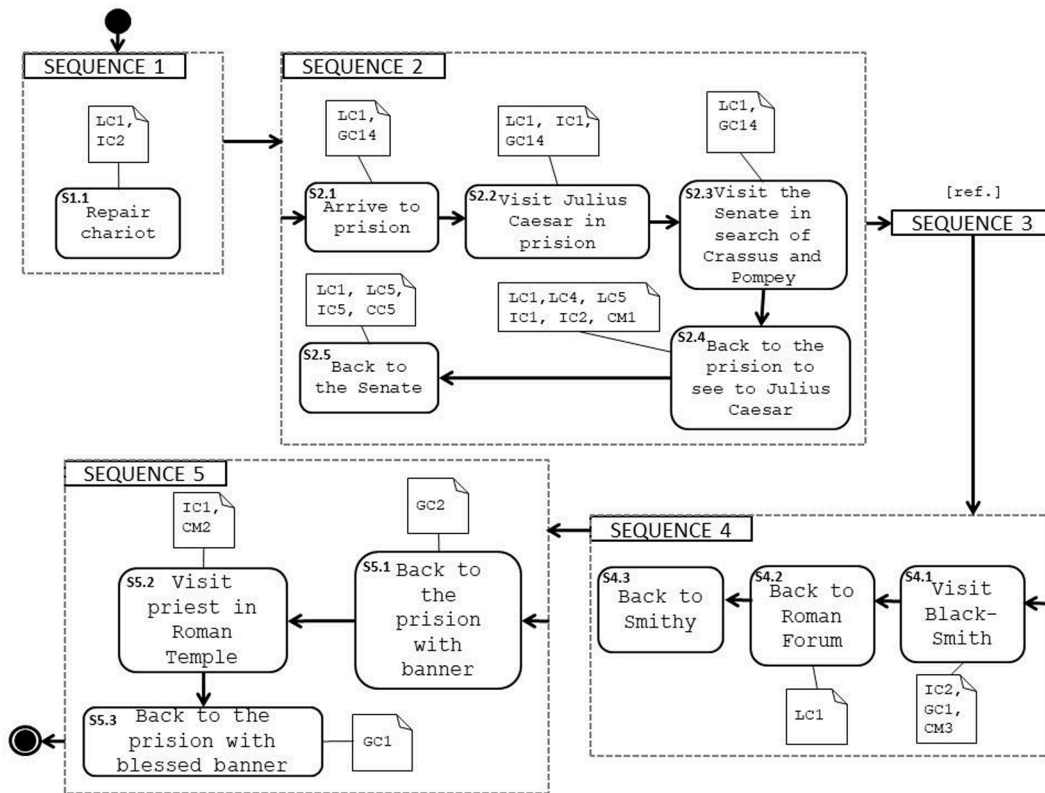 SEQUENCE 1
LC1,
IC2
S1.1
Repair
chariot
SEQUENCE 2
LC1,
GC14
S2.1
Arrive to
prision
LC1, IC1,
GC14
S2.2
Visit Julius
Caesar in
prision
LC1,
GC14
S2.3
Visit the
Senate in
search of
Crassus and
Pompey
LC1,LC4, LC5
IC1, IC2, CM1
S2.4
Back to the
prision to
see to Julius
Caesar
LC1, LC5,
IC5, CC5
S2.5
Back to
the Senate
[ref.]
SEQUENCE 3
SEQUENCE 4
S4.1
Visit
Black-
Smith
IC2,
GC1,
CM3
S4.2
Back to
Roman
Forum
LC1
S4.3
Back to
Smithy
SEQUENCE 5
GC2
S5.1
Back to
the
prision
with
banner
IC1,
CM2
S5.2
Visit
priest in
Roman
Temple
S5.3
Back to the
prision with
blessed banner
GC1